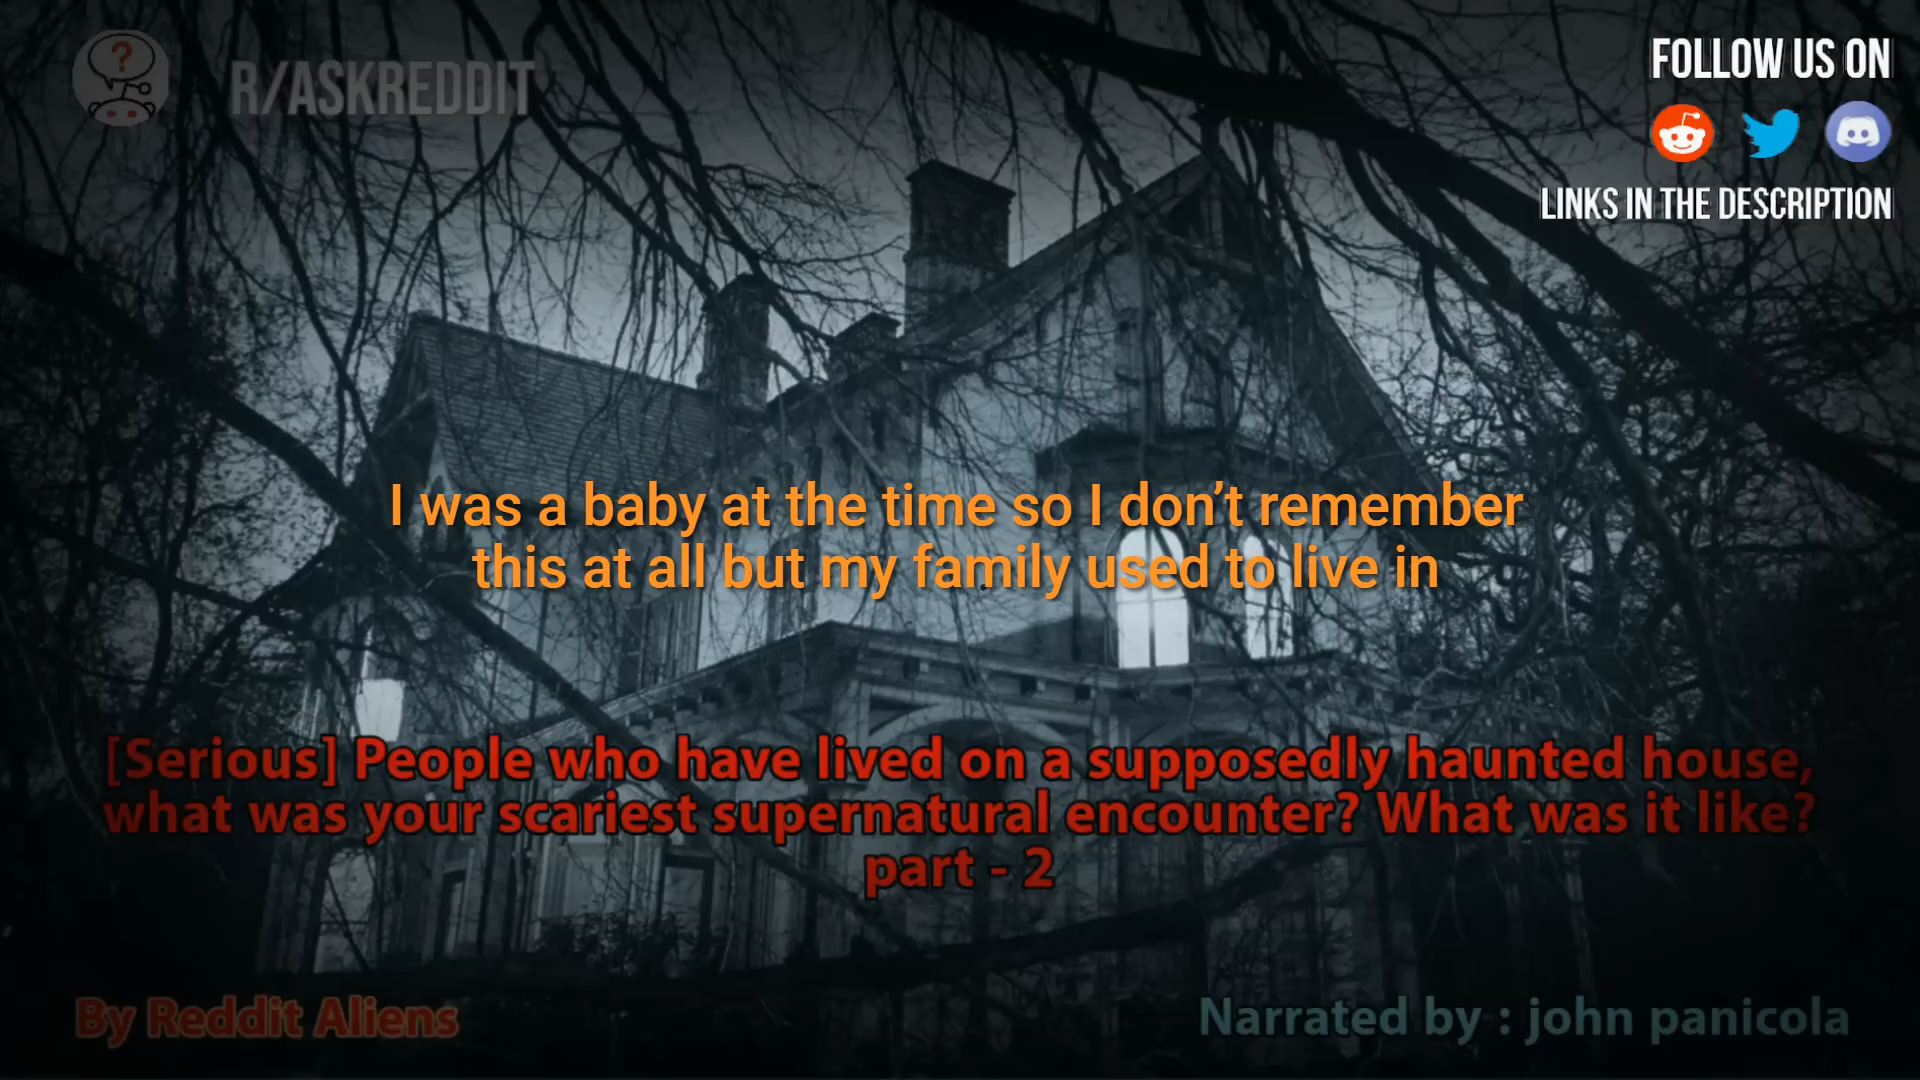 ?
R/ASKREDDIT
FOLLOW US ON
LINKS IN THE DESCRIPTION
I was a baby at the time so I don’t remember
this at all but my family used to live in
[Serious] People who have lived on a supposedly haunted house,
what was your scariest supernatural encounter? What was it like?
part - 2
By Reddit Aliens
Narrated by : john panicola